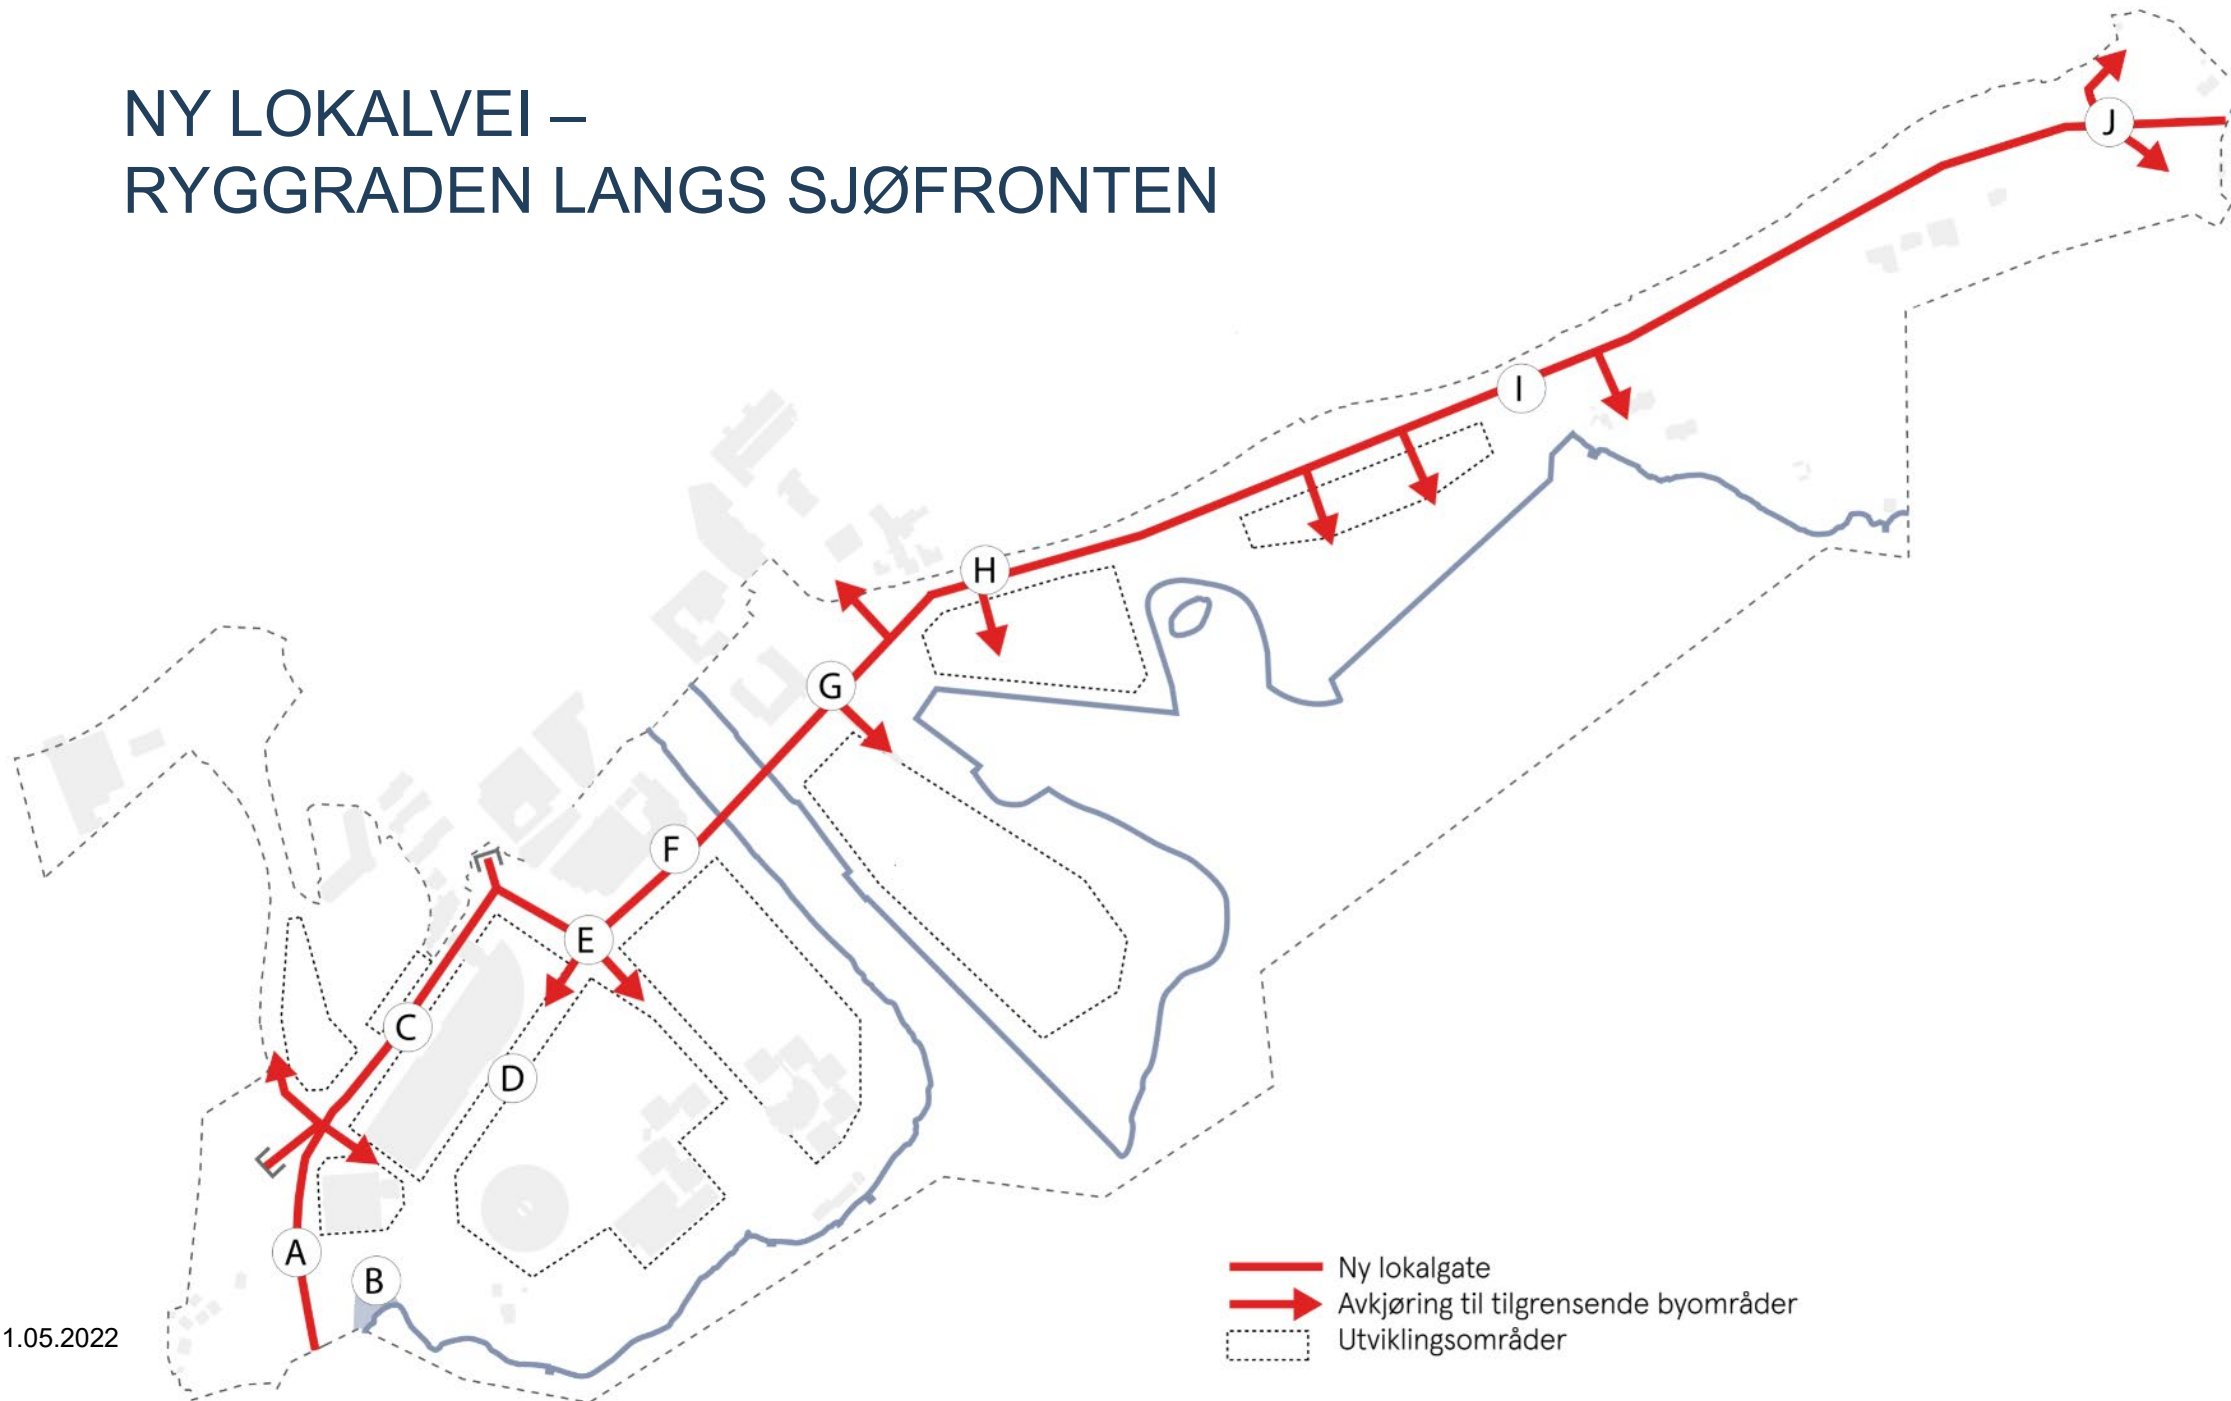 NY LOKALVEI –
RYGGRADEN LANGS SJØFRONTEN
J
I
H
G
F
E
C
D
A
B
Ny lokalgate
Avkjøring til tilgrensende byområder
Utviklingsområder
1.05.2022